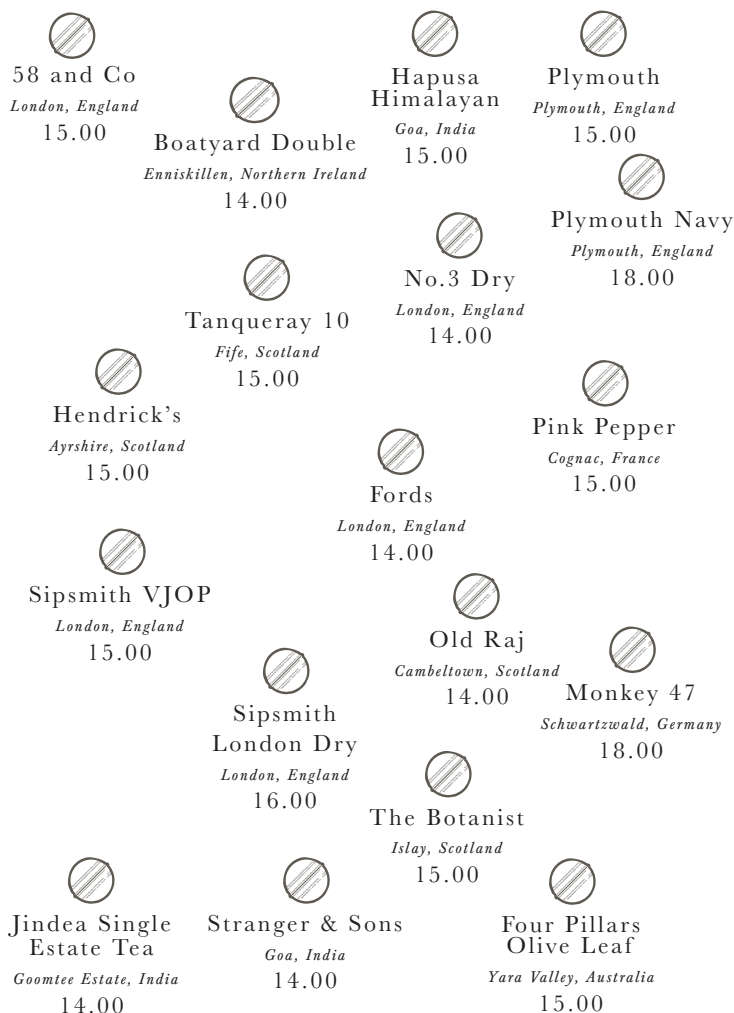 58 and Co
London, England
15.00
Boatyard Double
Enniskillen, Northern Ireland
14.00
Hapusa
Himalayan
Goa, India
15.00
Plymouth
Plymouth, England
15.00
Plymouth Navy
Plymouth, England
18.00
No.3 Dry
London, England
14.00
Tanqueray 10
Fife, Scotland
15.00
Hendrick's
Ayrshire, Scotland
15.00
Pink Pepper
Cognac, France
15.00
Fords
London, England
14.00
Sipsmith VJOP
London, England
15.00
Old Raj
Cambeltown, Scotland
14.00
Monkey 47
Schwartzwald, Germany
18.00
Sipsmith
London Dry
London, England
16.00
The Botanist
Islay, Scotland
15.00
Jindea Single
Estate Tea
Goomtee Estate, India
14.00
Stranger & Sons
Goa, India
14.00
Four Pillars
Olive Leaf
Yara Valley, Australia
15.00